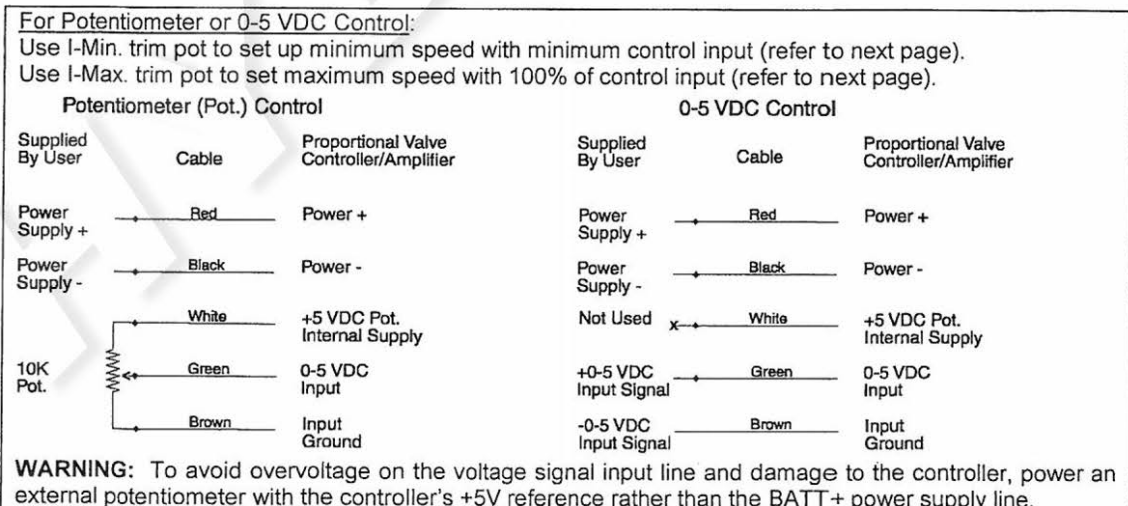 For Potentiometer or 0-5 VDC Control:
Use I-Min. trim pot to set up minimum speed with minimum control input (refer to next page).
Use I-Max. trim pot to set maximum speed with 100% of control input (refer to next page).
Potentiometer (Pot.) Control
Supplied
By User
Cable
Proportional Valve
Controller/Amplifier
Power
Supply +
Red
Power +
Power
Supply -
Black
Power -
White
+5 VDC Pot.
Internal Supply
10K
Pot.
Green
0-5 VDC
Input
Brown
Input
Ground
0-5 VDC Control
Supplied
By User
Cable
Proportional Valve
Controller/Amplifier
Power
Supply +
Red
Power +
Power
Supply -
Black
Power -
Not Used
x
White
+5 VDC Pot.
Internal Supply
+0-5 VDC
Input Signal
Green
0-5 VDC
Input
-0-5 VDC
Input Signal
Brown
Input
Ground
WARNING: To avoid overvoltage on the voltage signal input line and damage to the controller, power an
external potentiometer with the controller's +5V reference rather than the BATT+ power supply line.